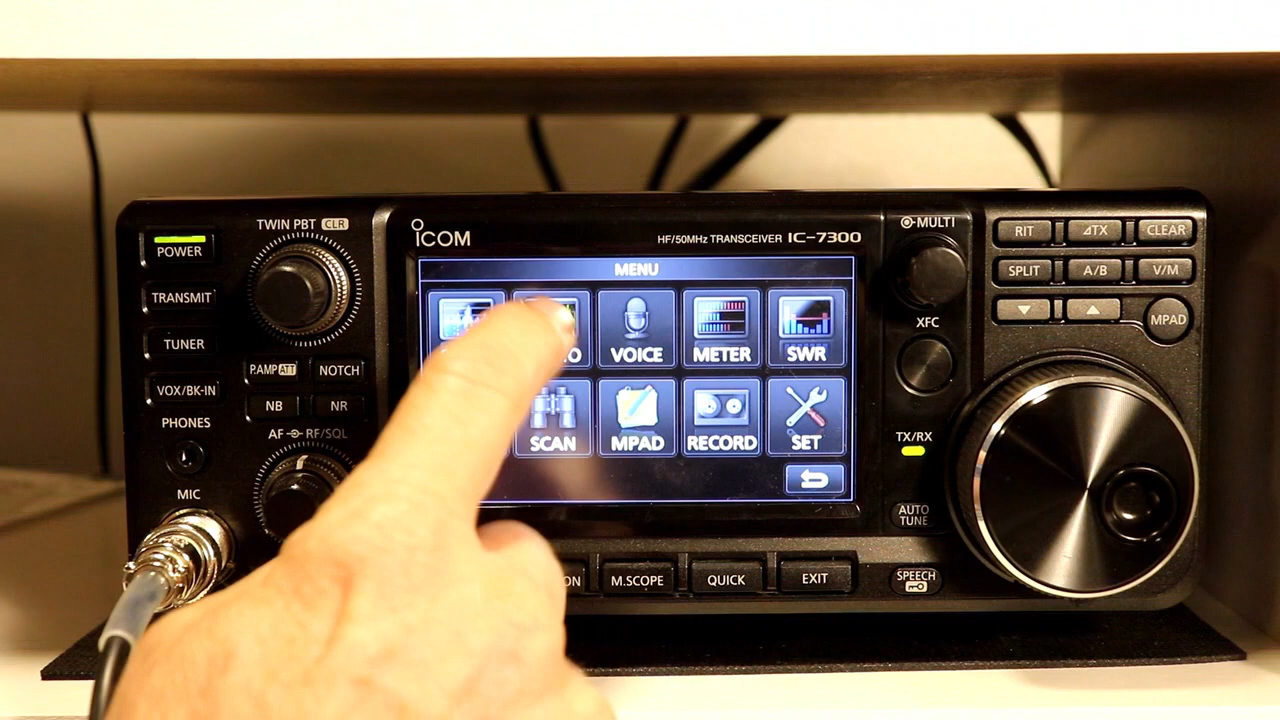 TWIN PBT CLR
POWER
TRANSMIT
TUNER
VOX/BK-IN
P.AMP ATT
NOTCH
NB
NR
PHONES
AF RF/SQL
MIC
ICOM
HF/50MHz TRANSCEIVER IC-7300
MENU
VOICE
METER
SWR
SCAN
MPAD
RECORD
SET
M.SCOPE
QUICK
EXIT
MULTI
XFC
TX/RX
AUTO
TUNE
SPEECH
RIT
⊿TX
CLEAR
SPLIT
A/B
V/M
▼
▲
MPAD